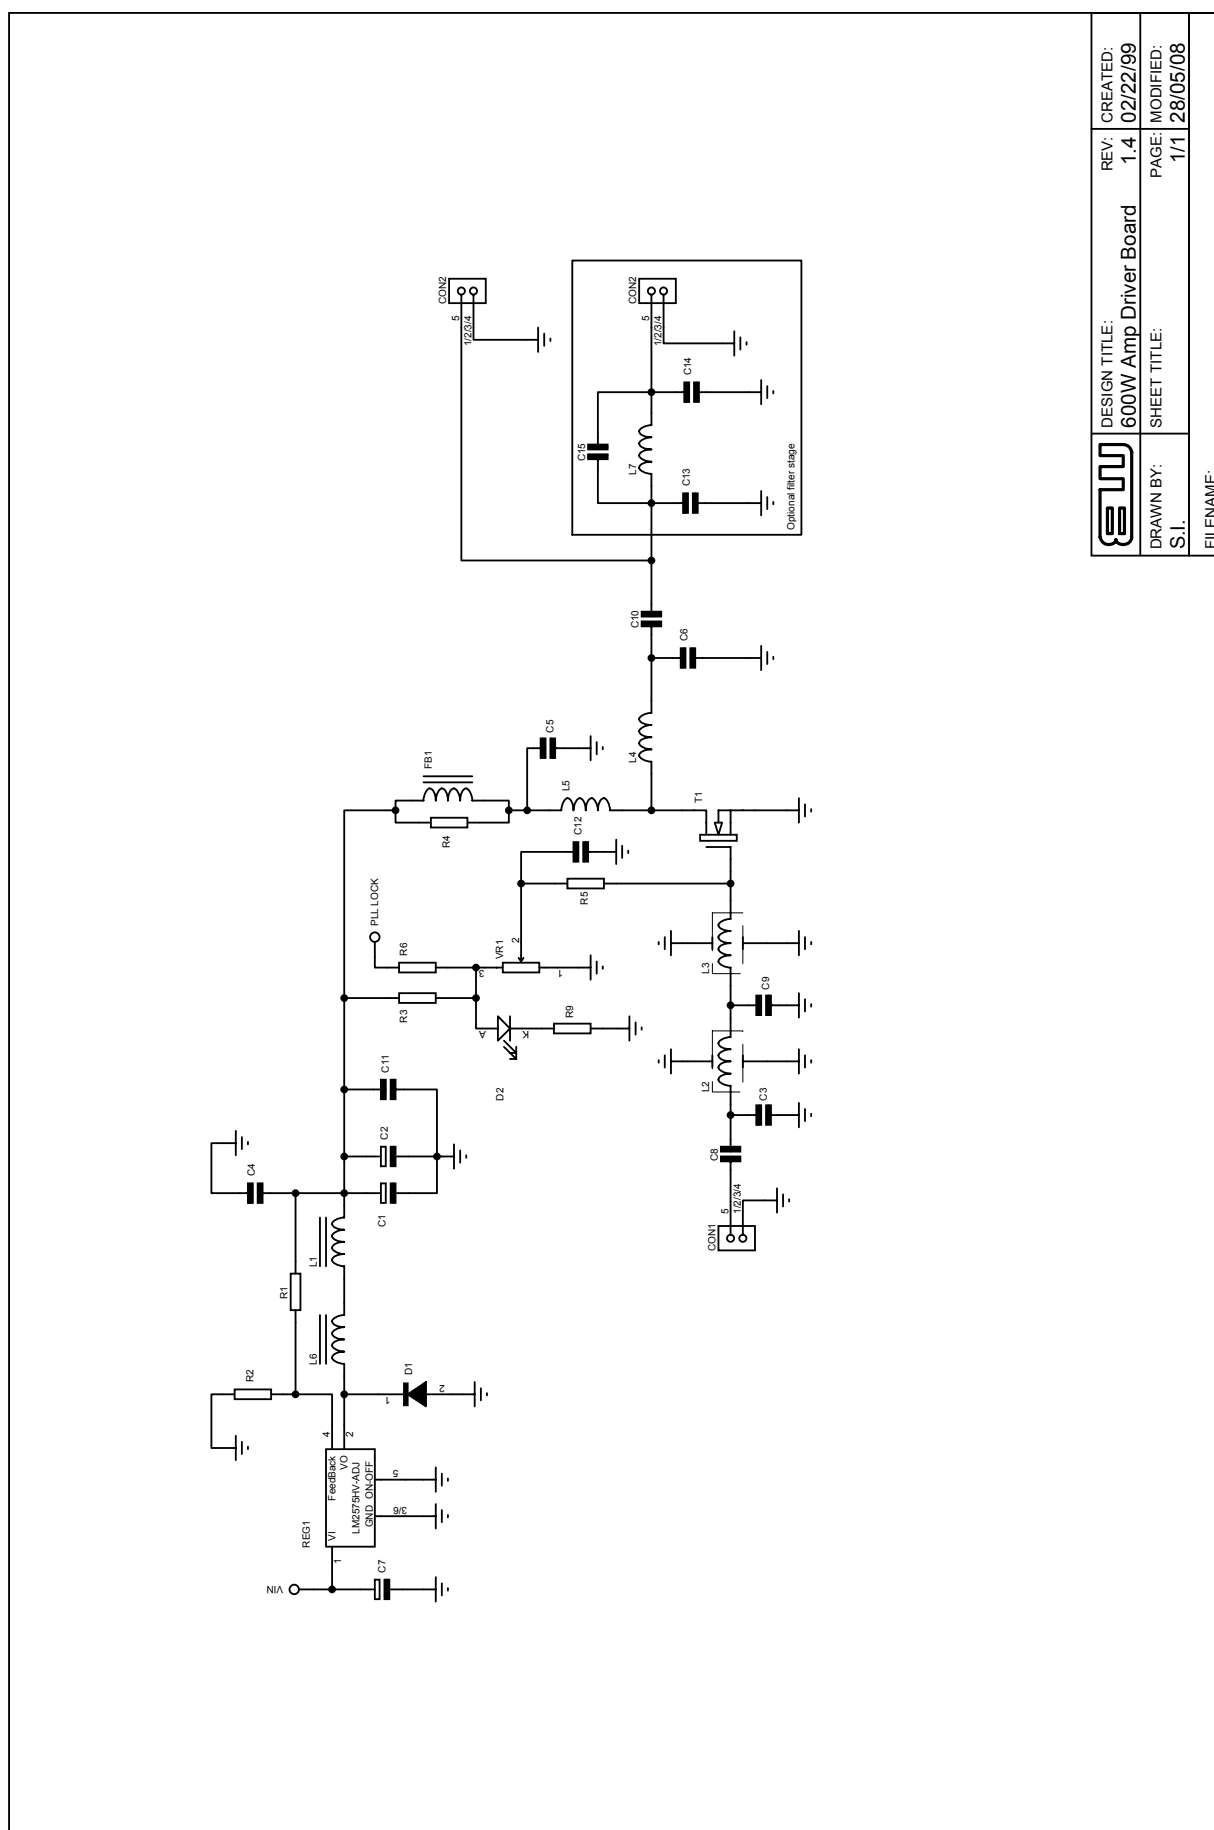 CON2
5
1/2/3/4
CON2
5
1/2/3/4
C14
C15
L7
C13
Optional filter stage
C10
C6
L4
C5
FB1
L5
R4
C12
T1
PLL LOCK
R5
R6
VR1
2
3
1
R3
L3
C9
R9
A
K
D2
L2
C3
C11
C2
C4
C1
C8
5
1/2/3/4
CON1
L1
R1
L6
R2
D1
1
2
4
2
FeedBack
VO
LM2575HV-ADJ
GND ON-OFF
VI
REG1
5
3/6
1
VIN
C7
DESIGN TITLE:
600W Amp Driver Board
REV:
1.4
CREATED:
02/22/99
DRAWN BY:
S.I.
SHEET TITLE:
PAGE:
1/1
MODIFIED:
28/05/08
FILENAME: